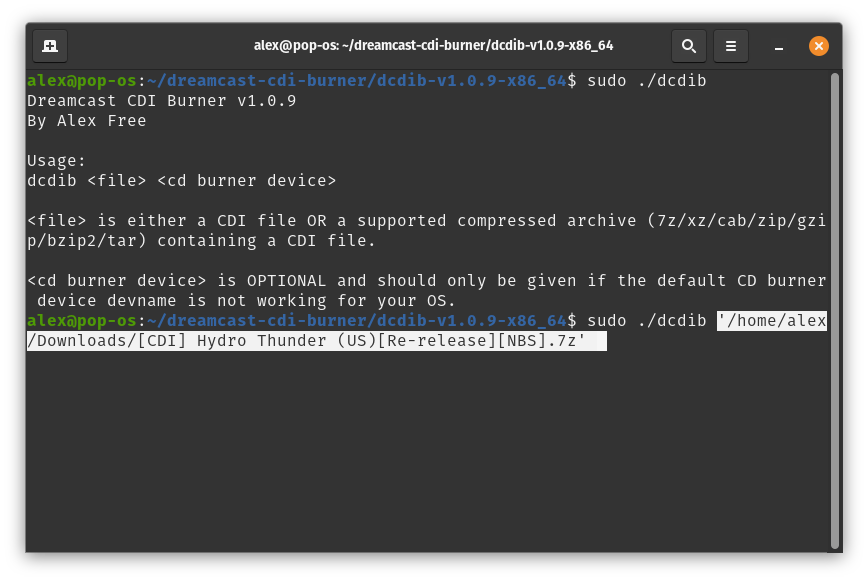 alex@pop-os: ~/dreamcast-cdi-burner/dcdib-v1.0.9-x86_64
alex@pop-os:~/dreamcast-cdi-burner/dcdib-v1.0.9-x86_64$ sudo ./dcdib
Dreamcast CDI Burner v1.0.9
By Alex Free
Usage:
dcdib <file> <cd burner device>
<file> is either a CDI file OR a supported compressed archive (7z/xz/cab/zip/gzi
p/bzip2/tar) containing a CDI file.
<cd burner device> is OPTIONAL and should only be given if the default CD burner
 device devname is not working for your OS.
alex@pop-os:~/dreamcast-cdi-burner/dcdib-v1.0.9-x86_64$ sudo ./dcdib '/home/alex
/Downloads/[CDI] Hydro Thunder (US)[Re-release][NBS].7z'